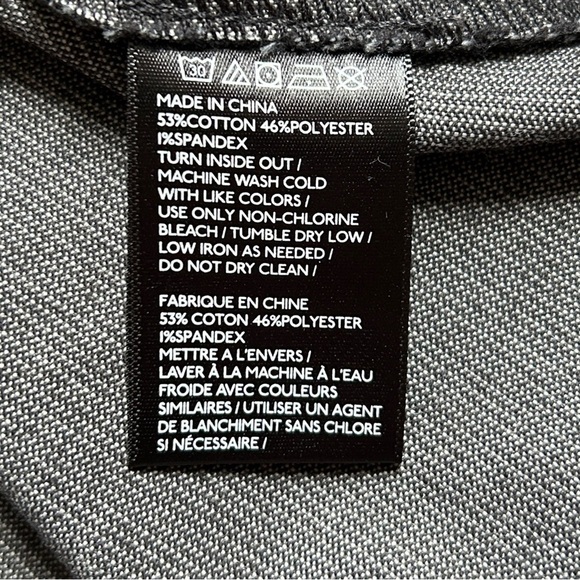 30
MADE IN CHINA
53%COTTON 46%POLYESTER
1%SPANDEX
TURN INSIDE OUT /
MACHINE WASH COLD
WITH LIKE COLORS /
USE ONLY NON-CHLORINE
BLEACH / TUMBLE DRY LOW /
LOW IRON AS NEEDED /
DO NOT DRY CLEAN /
FABRIQUE EN CHINE
53% COTON 46%POLYESTER
1%SPANDEX
METTRE A L'ENVERS /
LAVER À LA MACHINE À L'EAU
FROIDE AVEC COULEURS
SIMILAIRES / UTILISER UN AGENT
DE BLANCHIMENT SANS CHLORE
SI NÉCESSAIRE /